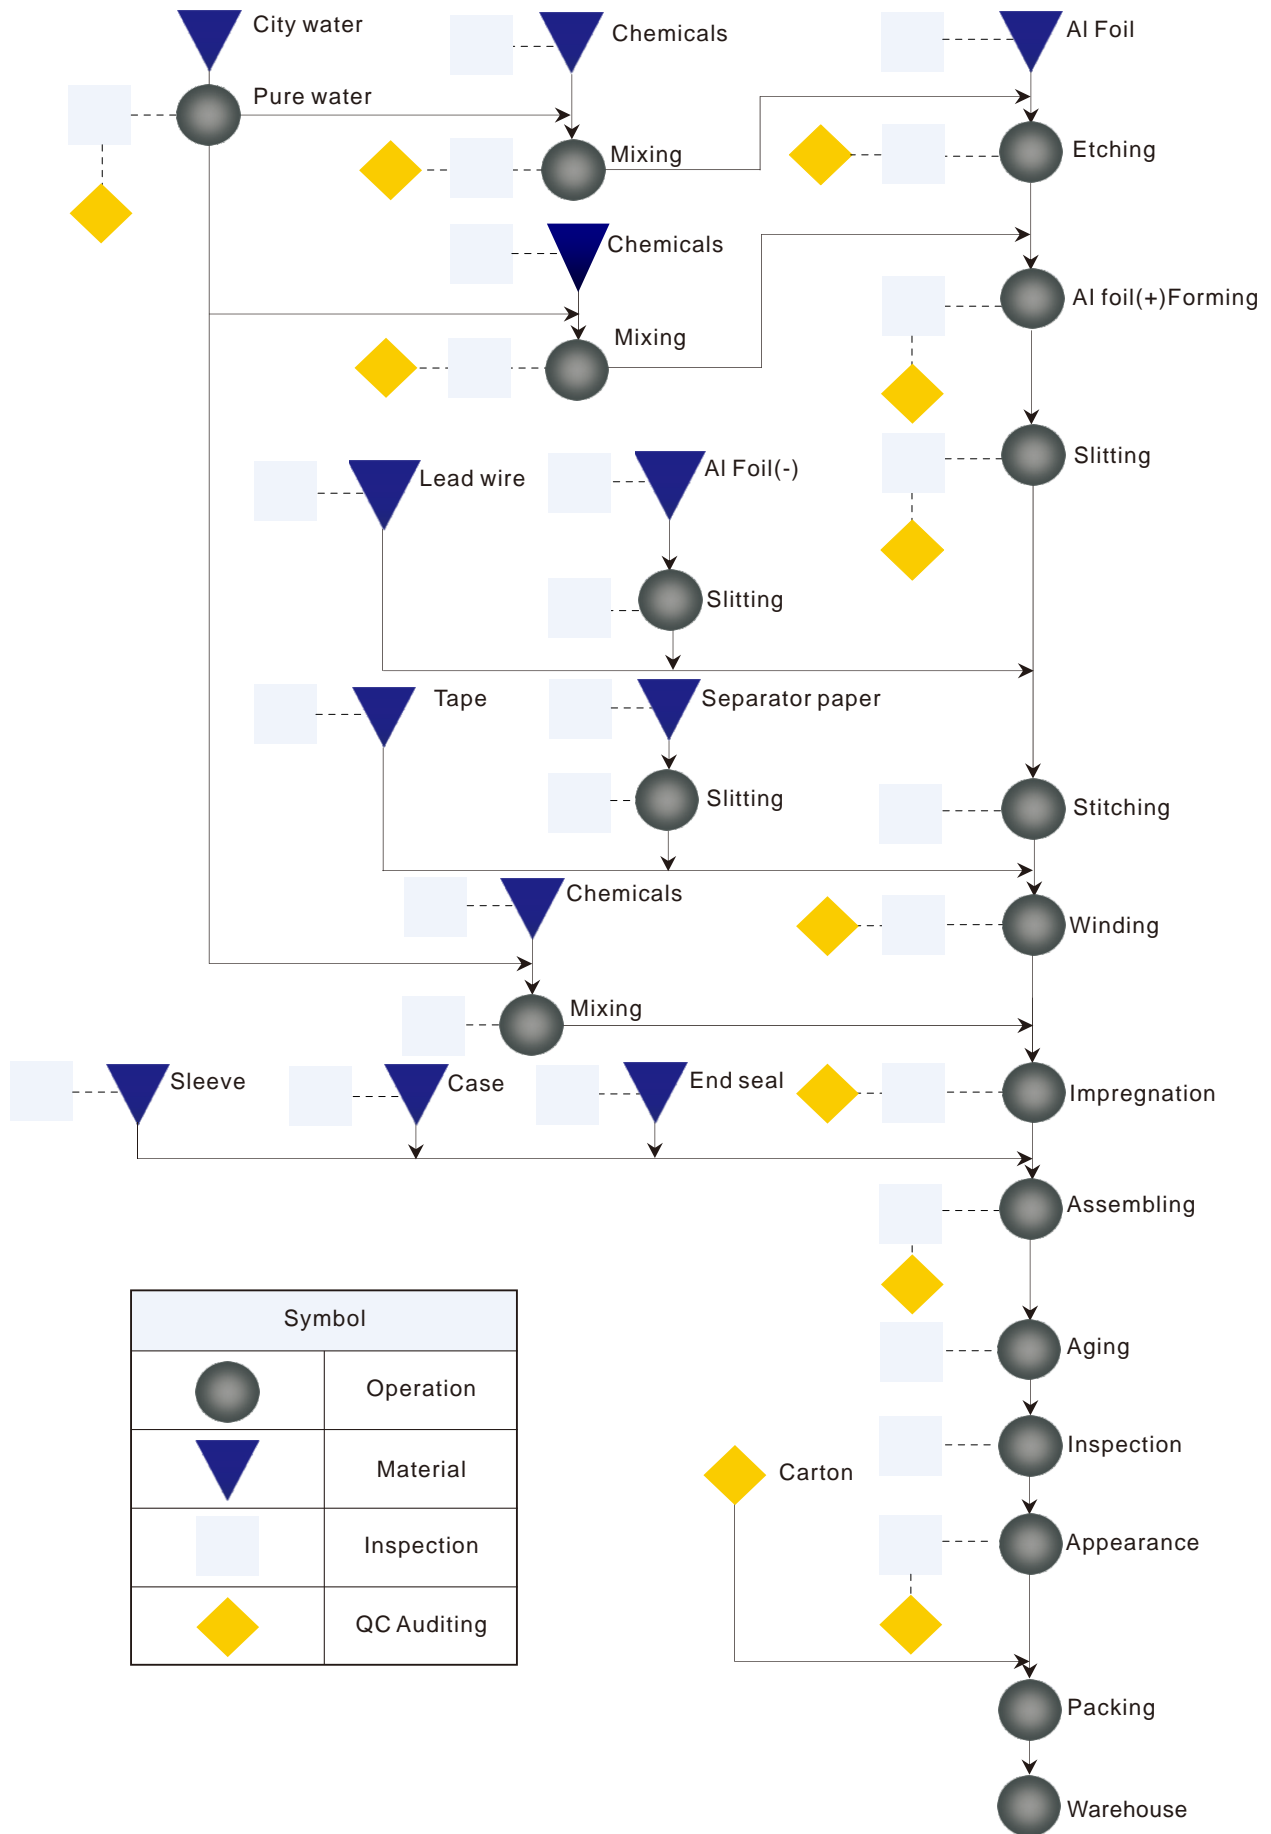 City water
Chemicals
Al Foil
Pure water
Mixing
Etching
Chemicals
Al foil(+)Forming
Mixing
Slitting
Lead wire
Al Foil(-)
Slitting
Tape
Separator paper
Slitting
Stitching
Chemicals
Winding
Mixing
Sleeve
Case
End seal
Impregnation
Assembling
Symbol
Operation
Material
Inspection
QC Auditing
Aging
Inspection
Carton
Appearance
Packing
Warehouse